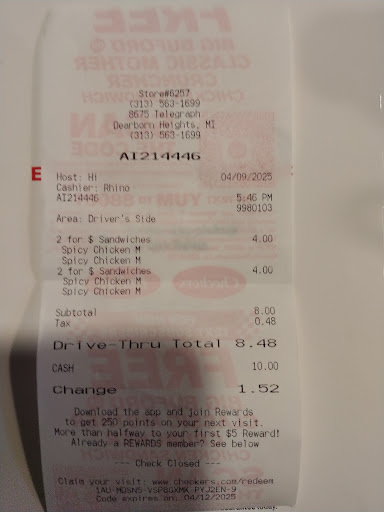 Store#6257
(313) 563-1699
8675 Telegraph
Dearborn Heights, MI
(313) 563-1699
AI214446
Host: Hi 04/09/2025
Cashier: Rhino
AI214446 5:46 PM
9980103
Area: Driver's Side
2 for $ Sandwiches 4.00
Spicy Chicken M
Spicy Chicken M
2 for $ Sandwiches 4.00
Spicy Chicken M
Spicy Chicken M
Subtotal 8.00
Tax 0.48
Drive-Thru Total 8.48
CASH 10.00
Change 1.52
Download the app and join Rewards
to get 250 points on your next visit.
More than halfway to your first $5 Reward!
Already a REWARDS member? See below
--- Check Closed ---
Claim your visit: www.checkers.com/redeem
Code expires on: 04/12/2025